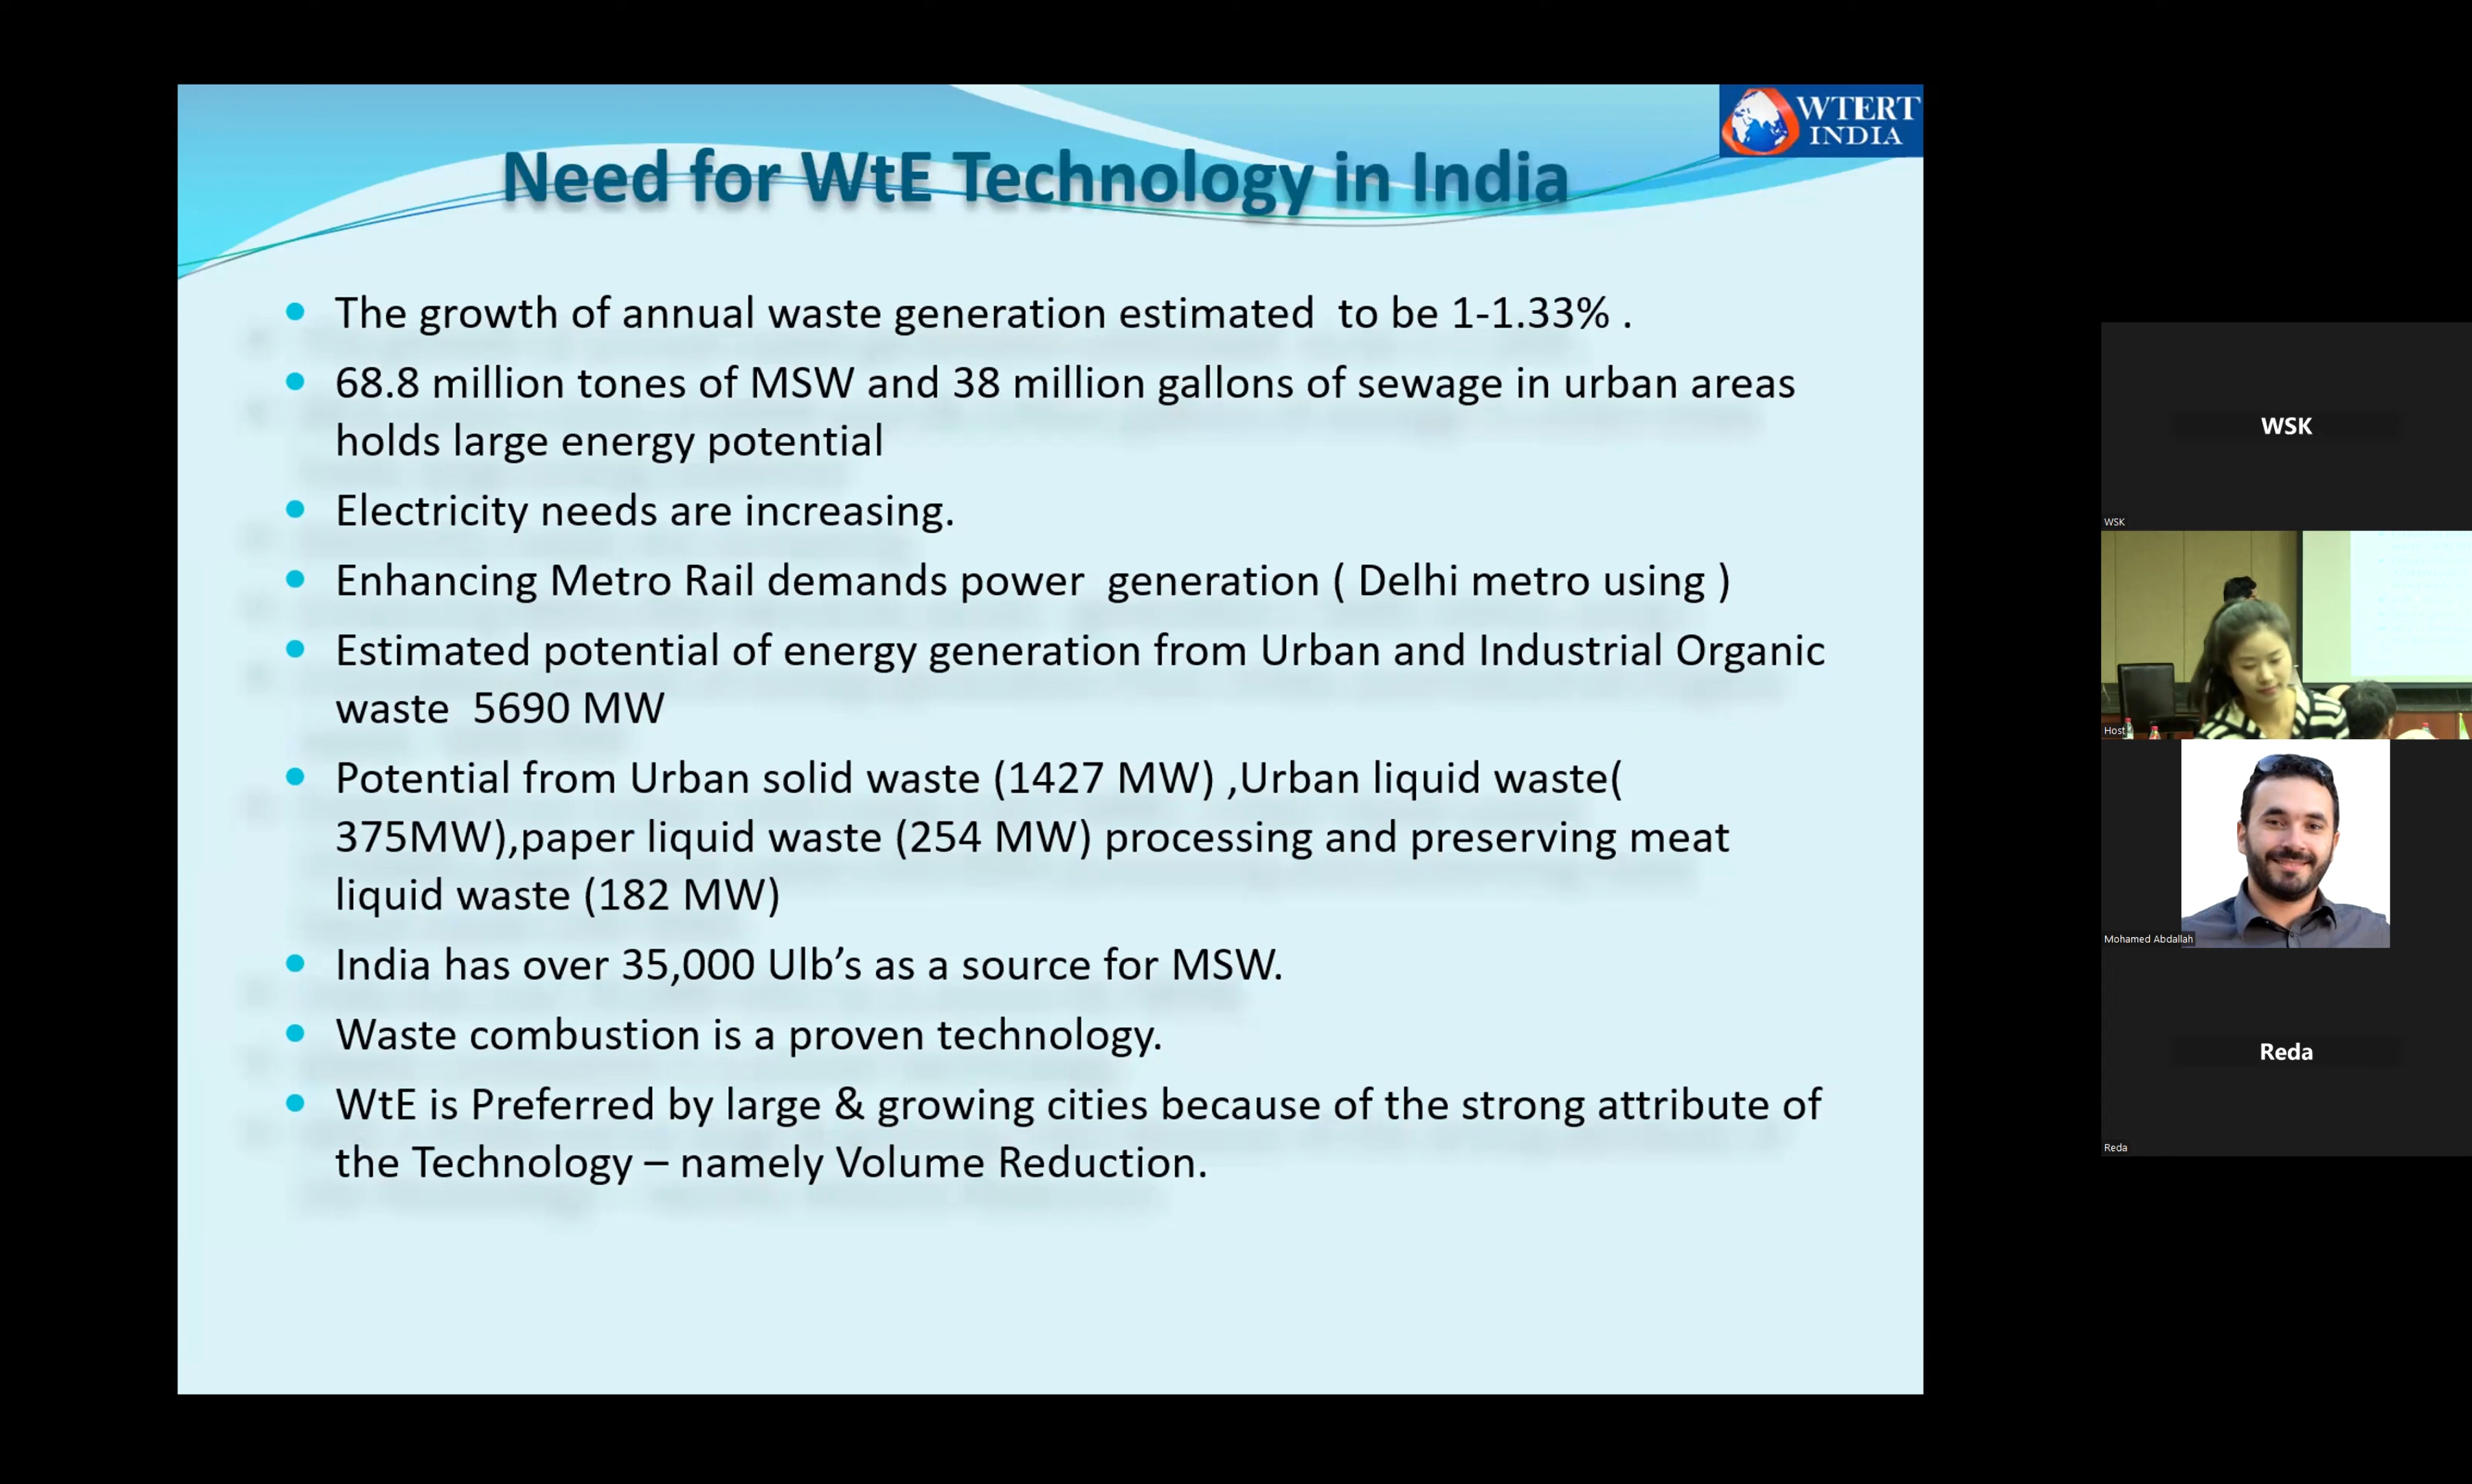 WTERT
INDIA
Need for WtE Technology in India
The growth of annual waste generation estimated to be 1-1.33% .
68.8 million tones of MSW and 38 million gallons of sewage in urban areas
holds large energy potential
Electricity needs are increasing.
Enhancing Metro Rail demands power generation ( Delhi metro using )
Estimated potential of energy generation from Urban and Industrial Organic
waste 5690 MW
Potential from Urban solid waste (1427 MW) ,Urban liquid waste(
375MW),paper liquid waste (254 MW) processing and preserving meat
liquid waste (182 MW)
India has over 35,000 Ulb’s as a source for MSW.
Waste combustion is a proven technology.
WtE is Preferred by large & growing cities because of the strong attribute of
the Technology – namely Volume Reduction.
WSK
WSK
Host
Mohamed Abdallah
Reda
Reda